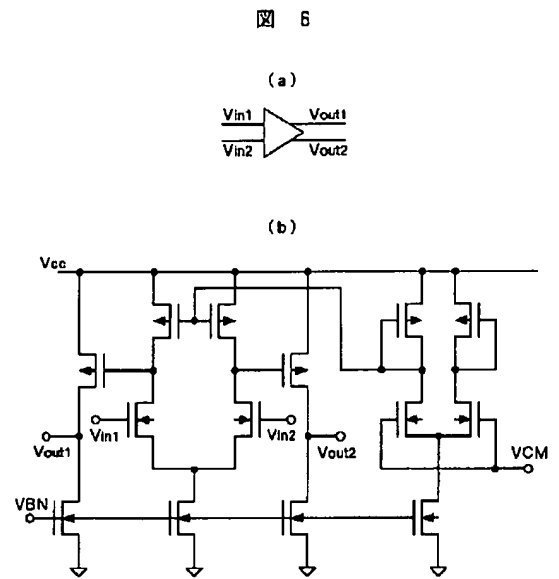 図 6
(a)
Vin1 Vout1
Vin2 Vout2
(b)
Vcc
Vin1 Vin2
Vout1 Vout2 VCM
VBN